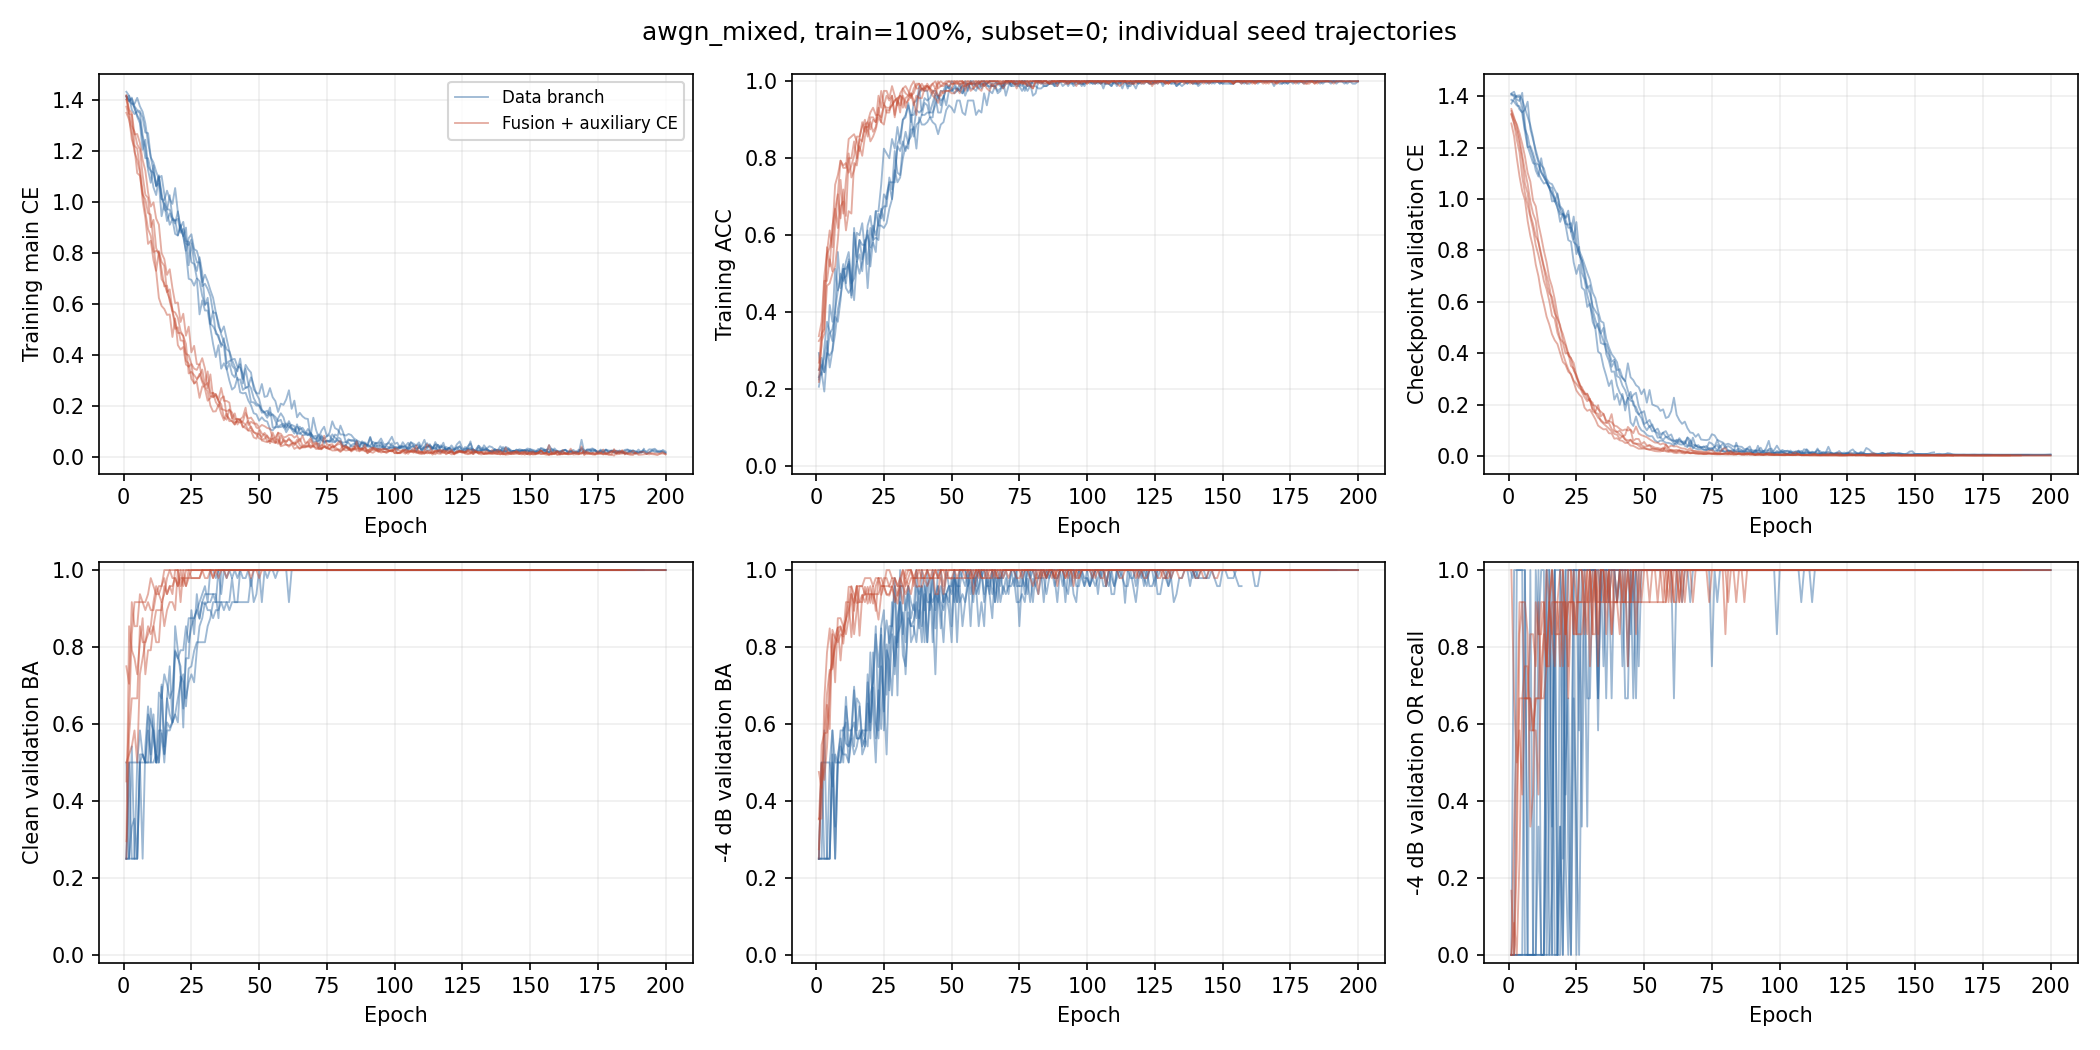 awgn_mixed, train=100%, subset=0; individual seed trajectories
Training main CE
1.4
1.2
1.0
0.8
0.6
0.4
0.2
0.0
Data branch
Fusion + auxiliary CE
0 25 50 75 100 125 150 175 200
Epoch
Training ACC
1.0
0.8
0.6
0.4
0.2
0.0
0 25 50 75 100 125 150 175 200
Epoch
Checkpoint validation CE
1.4
1.2
1.0
0.8
0.6
0.4
0.2
0.0
0 25 50 75 100 125 150 175 200
Epoch
Clean validation BA
1.0
0.8
0.6
0.4
0.2
0.0
0 25 50 75 100 125 150 175 200
Epoch
-4 dB validation BA
1.0
0.8
0.6
0.4
0.2
0.0
0 25 50 75 100 125 150 175 200
Epoch
-4 dB validation OR recall
1.0
0.8
0.6
0.4
0.2
0.0
0 25 50 75 100 125 150 175 200
Epoch